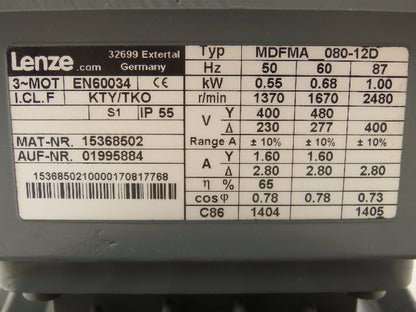 Lenze.com 32699 Extertal Germany
3~MOT EN60034 CE
I.CL.F KTY/TKO
S1 IP 55
MAT-NR. 15368502
AUF-NR. 01995884
1536850210000170817768
Typ MDFMA 080-12D
Hz 50 60 87
kW 0.55 0.68 1.00
r/min 1370 1670 2480
V Y 400 480
Δ 230 277 400
Range A ± 10% ± 10% ± 10%
A Y 1.60 1.60
Δ 2.80 2.80 2.80
η % 65
cosφ 0.78 0.78 0.73
C86 1404 1405